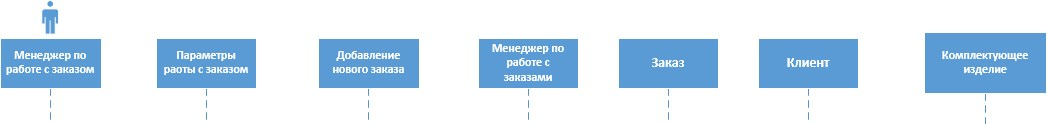 Менеджер по
работе с заказом
Параметры
раоты с заказом
Добавление
нового заказа
Менеджер по
работе с
заказами
Заказ
Клиент
Комплектующее
изделие